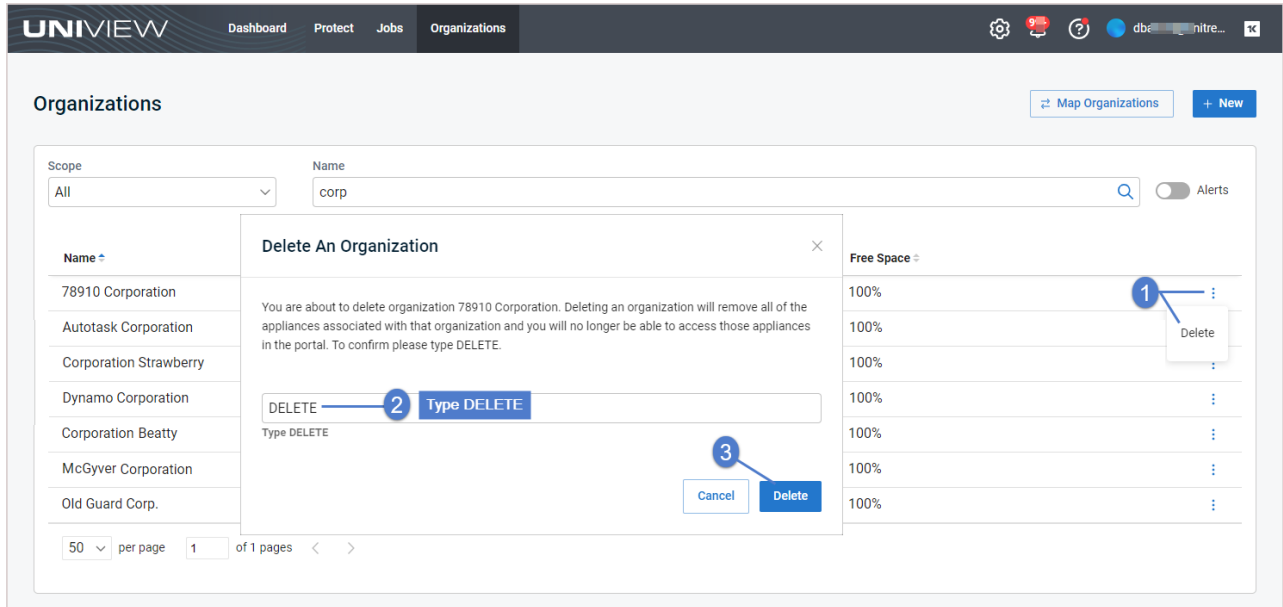 UNIVIEW Dashboard Protect Jobs Organizations
Organizations Map Organizations + New
Scope Name
All corp Alerts
Delete An Organization
Name Free Space
78910 Corporation 100% 1
You are about to delete organization 78910 Corporation. Deleting an organization will remove all of the
appliances associated with that organization and you will no longer be able to access those appliances
in the portal. To confirm please type DELETE.
Autotask Corporation 100% Delete
Corporation Strawberry 100%
Dynamo Corporation 100%
DELETE 2 Type DELETE
Type DELETE
Corporation Beatty 100%
3
McGyver Corporation 100%
Cancel Delete
Old Guard Corp. 100%
50 per page 1 of 1 pages